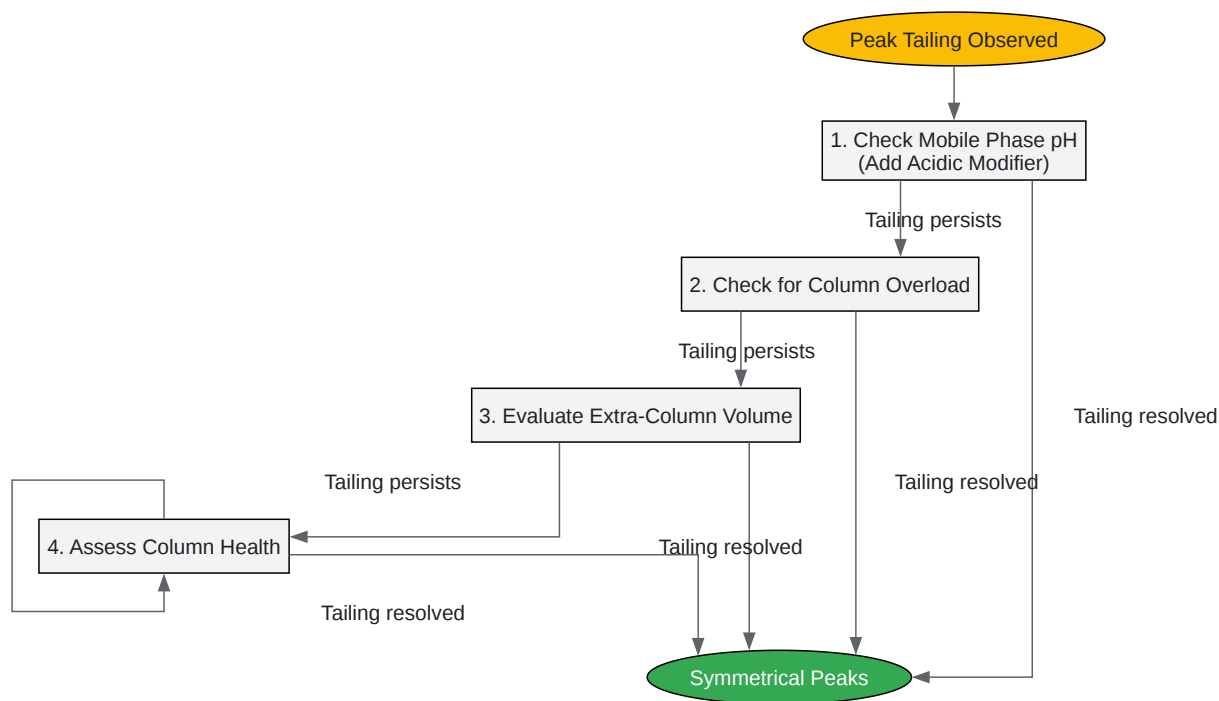 Peak Tailing Observed
1. Check Mobile Phase pH
(Add Acidic Modifier)
Tailing persists
2. Check for Column Overload
Tailing persists
3. Evaluate Extra-Column Volume
Tailing resolved
Tailing persists
Tailing resolved
4. Assess Column Health
Tailing resolved
Tailing resolved
Symmetrical Peaks